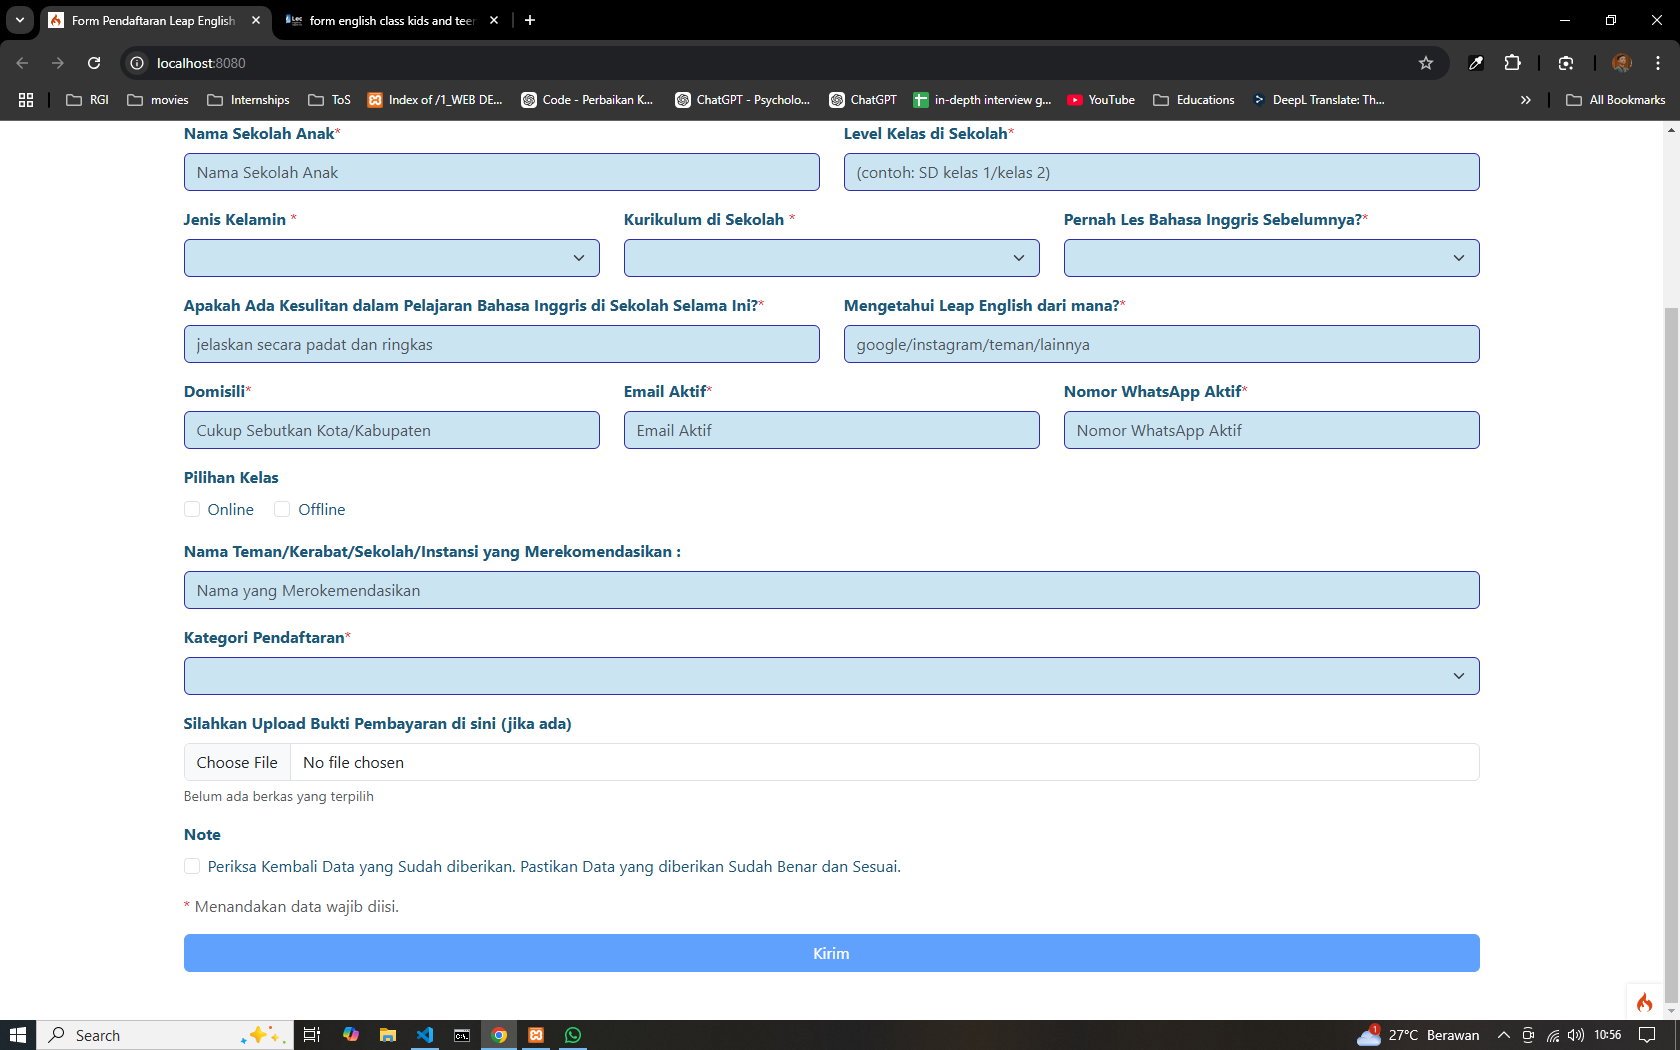 Form Pendaftaran Leap English
form english class kids and teen
localhost:8080
RGI
movies
Internships
ToS
Index of /1_WEB DE...
Code - Perbaikan K...
ChatGPT - Psycholo...
ChatGPT
in-depth interview g...
YouTube
Educations
DeepL Translate: Th...
All Bookmarks
Nama Sekolah Anak*
Level Kelas di Sekolah*
Nama Sekolah Anak
(contoh: SD kelas 1/kelas 2)
Jenis Kelamin *
Kurikulum di Sekolah *
Pernah Les Bahasa Inggris Sebelumnya?*
Apakah Ada Kesulitan dalam Pelajaran Bahasa Inggris di Sekolah Selama Ini?*
Mengetahui Leap English dari mana?*
jelaskan secara padat dan ringkas
google/instagram/teman/lainnya
Domisili*
Email Aktif*
Nomor WhatsApp Aktif*
Cukup Sebutkan Kota/Kabupaten
Email Aktif
Nomor WhatsApp Aktif
Pilihan Kelas
Online
Offline
Nama Teman/Kerabat/Sekolah/Instansi yang Merekomendasikan :
Nama yang Merokemendasikan
Kategori Pendaftaran*
Silahkan Upload Bukti Pembayaran di sini (jika ada)
Choose File
No file chosen
Belum ada berkas yang terpilih
Note
Periksa Kembali Data yang Sudah diberikan. Pastikan Data yang diberikan Sudah Benar dan Sesuai.
* Menandakan data wajib diisi.
Kirim
Search
1
27°C Berawan
10:56